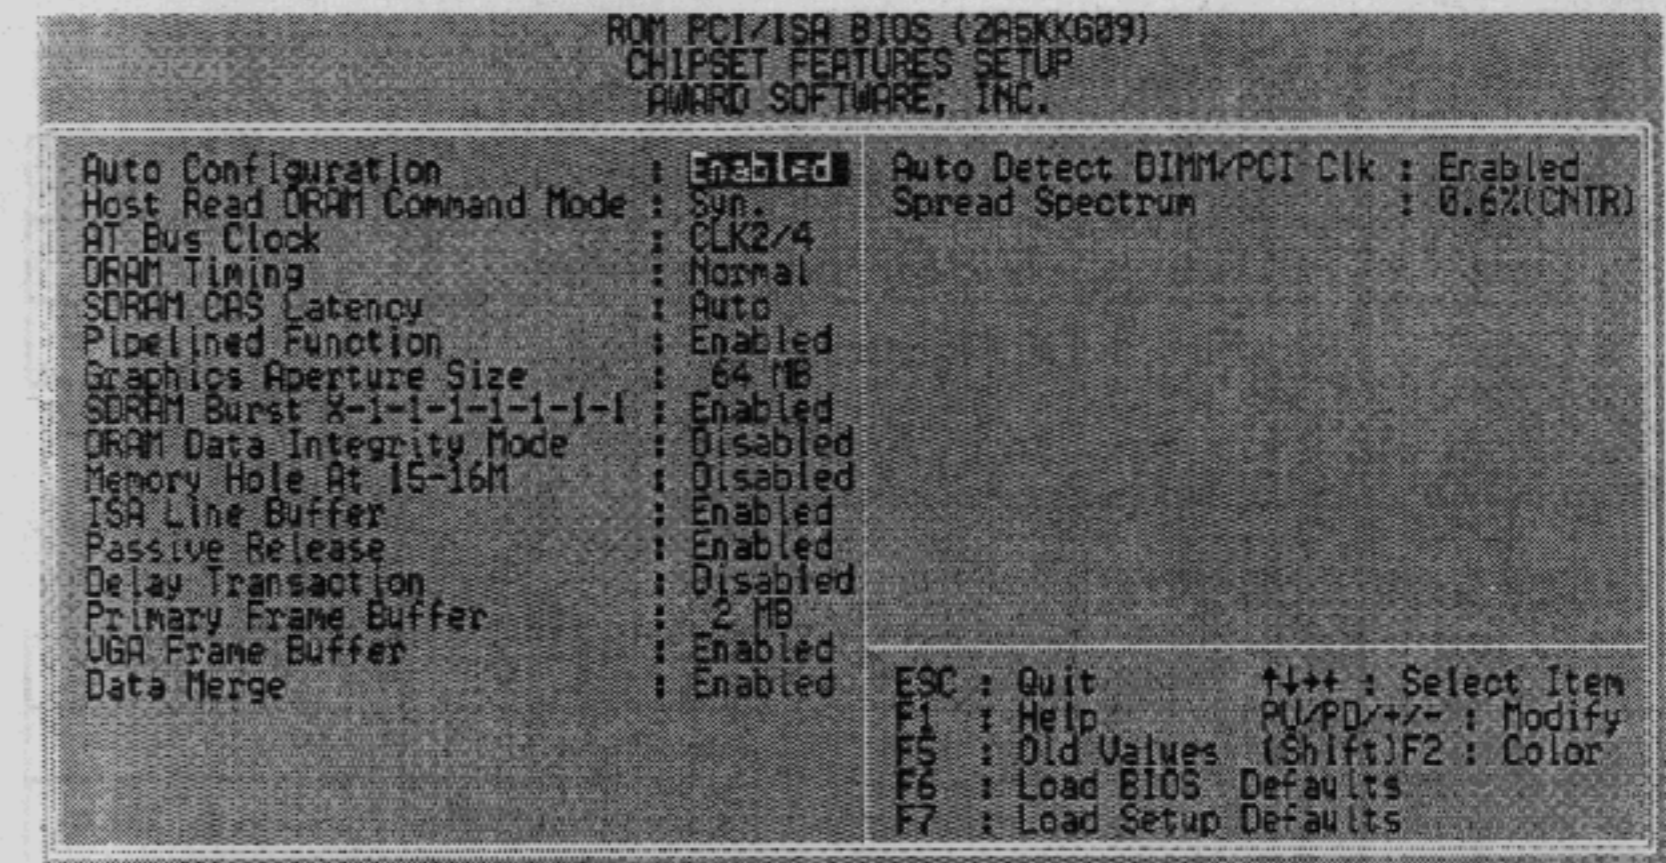 ROM PCI/ISA BIOS (2A5KKG09)
CHIPSET FEATURES SETUP
AWARD SOFTWARE, INC.
Auto Configuration : Enabled
Host Read DRAM Command Mode : Syn.
AT Bus Clock : CLK2/4
DRAM Timing : Normal
SDRAM CAS Latency : Auto
Pipelined Function : Enabled
Graphics Aperture Size : 64 MB
SDRAM Burst X-1-1-1-1-1-1-1 : Enabled
DRAM Data Integrity Mode : Disabled
Memory Hole At 15-16M : Disabled
ISA Line Buffer : Enabled
Passive Release : Enabled
Delay Transaction : Disabled
Primary Frame Buffer : 2 MB
VGA Frame Buffer : Enabled
Data Merge : Enabled
Auto Detect DIMM/PCI Clk : Enabled
Spread Spectrum : 0.6%(CNTR)
ESC : Quit ↑↓→← : Select Item
F1 : Help PU/PD/+/- : Modify
F5 : Old Values (Shift)F2 : Color
F6 : Load BIOS Defaults
F7 : Load Setup Defaults